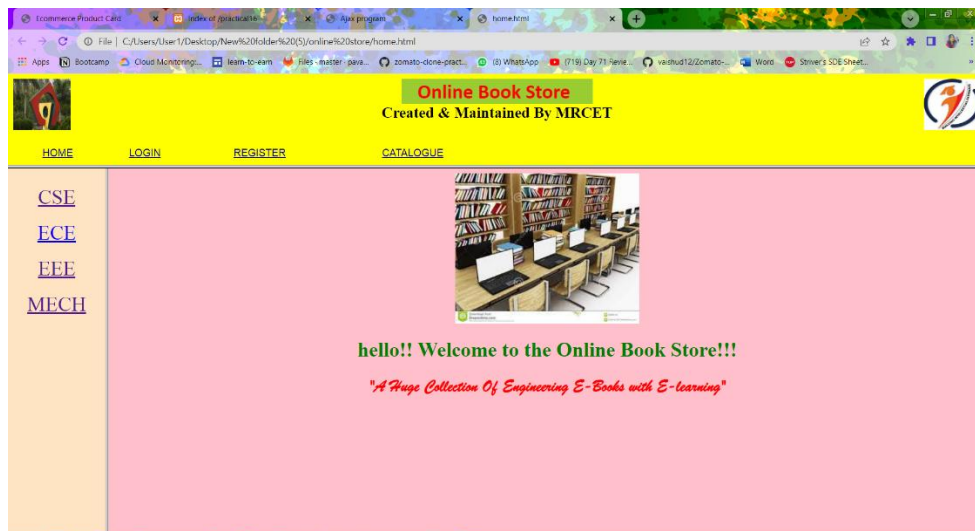 Ecommerce Product Card
Index of /practical16
Ajax program
home.html
File | C:/Users/User1/Desktop/New%20folder%20(5)/online%20store/home.html
Apps
Bootcamp
Cloud Monitoring:...
learn-to-earn
Files · master · pava...
zomato-clone-pract...
(8) WhatsApp
(719) Day 71 Revie...
vaishud12/Zomato-...
Word
Striver's SDE Sheet...
Online Book Store
Created & Maintained By MRCET
HOME LOGIN REGISTER CATALOGUE
CSE
ECE
EEE
MECH
hello!! Welcome to the Online Book Store!!!
"A Huge Collection Of Engineering E-Books with E-learning"